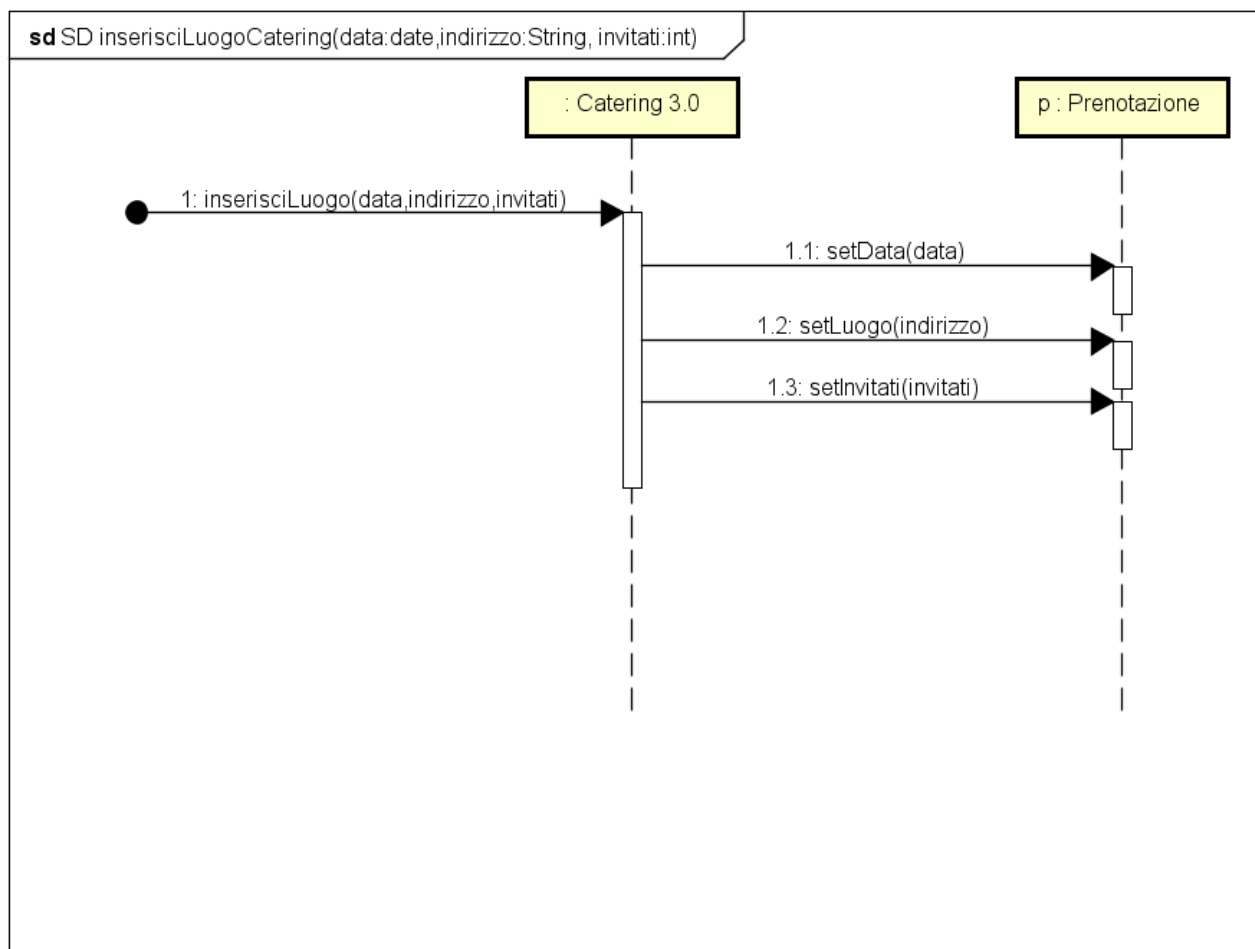 sd SD inserisciLuogoCatering(data:date,indirizzo:String, invitati:int)
: Catering 3.0
p : Prenotazione
1: inserisciLuogo(data,indirizzo,invitati)
1.1: setData(data)
1.2: setLuogo(indirizzo)
1.3: setInvitati(invitati)